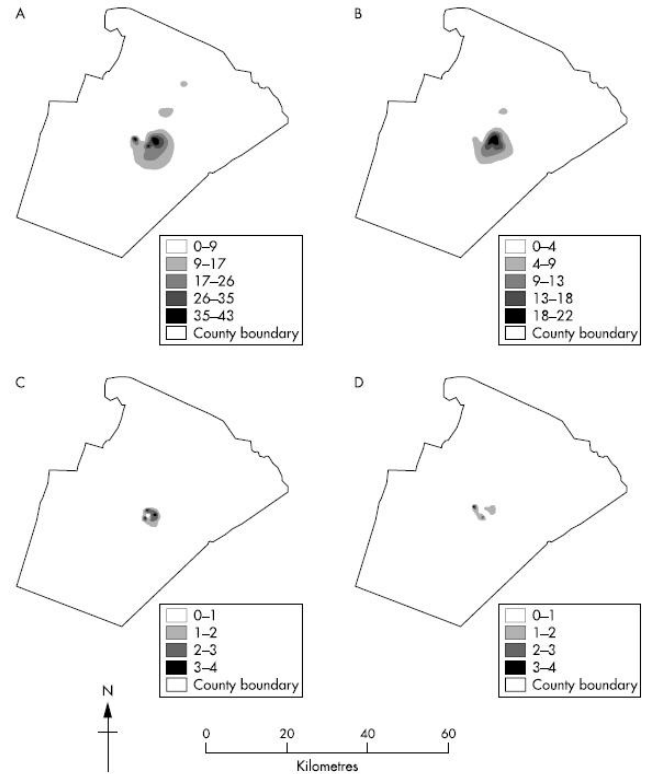 A
B
0–9
9–17
17–26
26–35
35–43
County boundary
0–4
4–9
9–13
13–18
18–22
County boundary
C
D
0–1
1–2
2–3
3–4
County boundary
0–1
1–2
2–3
3–4
County boundary
N
0 20 40 60
Kilometres